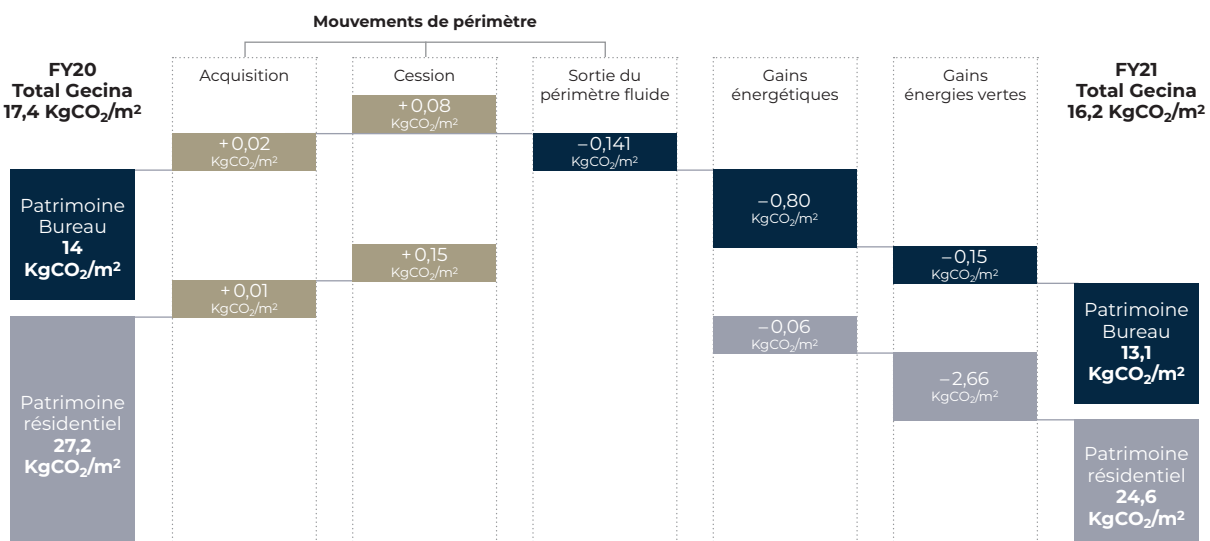 Mouvements de périmètre
FY20
Total Gecina
17,4 KgCO₂/m²
Acquisition
Cession
Sortie du
périmètre fluide
Gains
énergétiques
Gains
énergies vertes
FY21
Total Gecina
16,2 KgCO₂/m²
+0,08
KgCO₂/m²
+0,02
KgCO₂/m²
−0,141
KgCO₂/m²
Patrimoine
Bureau
14
KgCO₂/m²
−0,80
KgCO₂/m²
+0,15
KgCO₂/m²
−0,15
KgCO₂/m²
+0,01
KgCO₂/m²
Patrimoine
Bureau
13,1
KgCO₂/m²
−0,06
KgCO₂/m²
−2,66
KgCO₂/m²
Patrimoine
résidentiel
27,2
KgCO₂/m²
Patrimoine
résidentiel
24,6
KgCO₂/m²